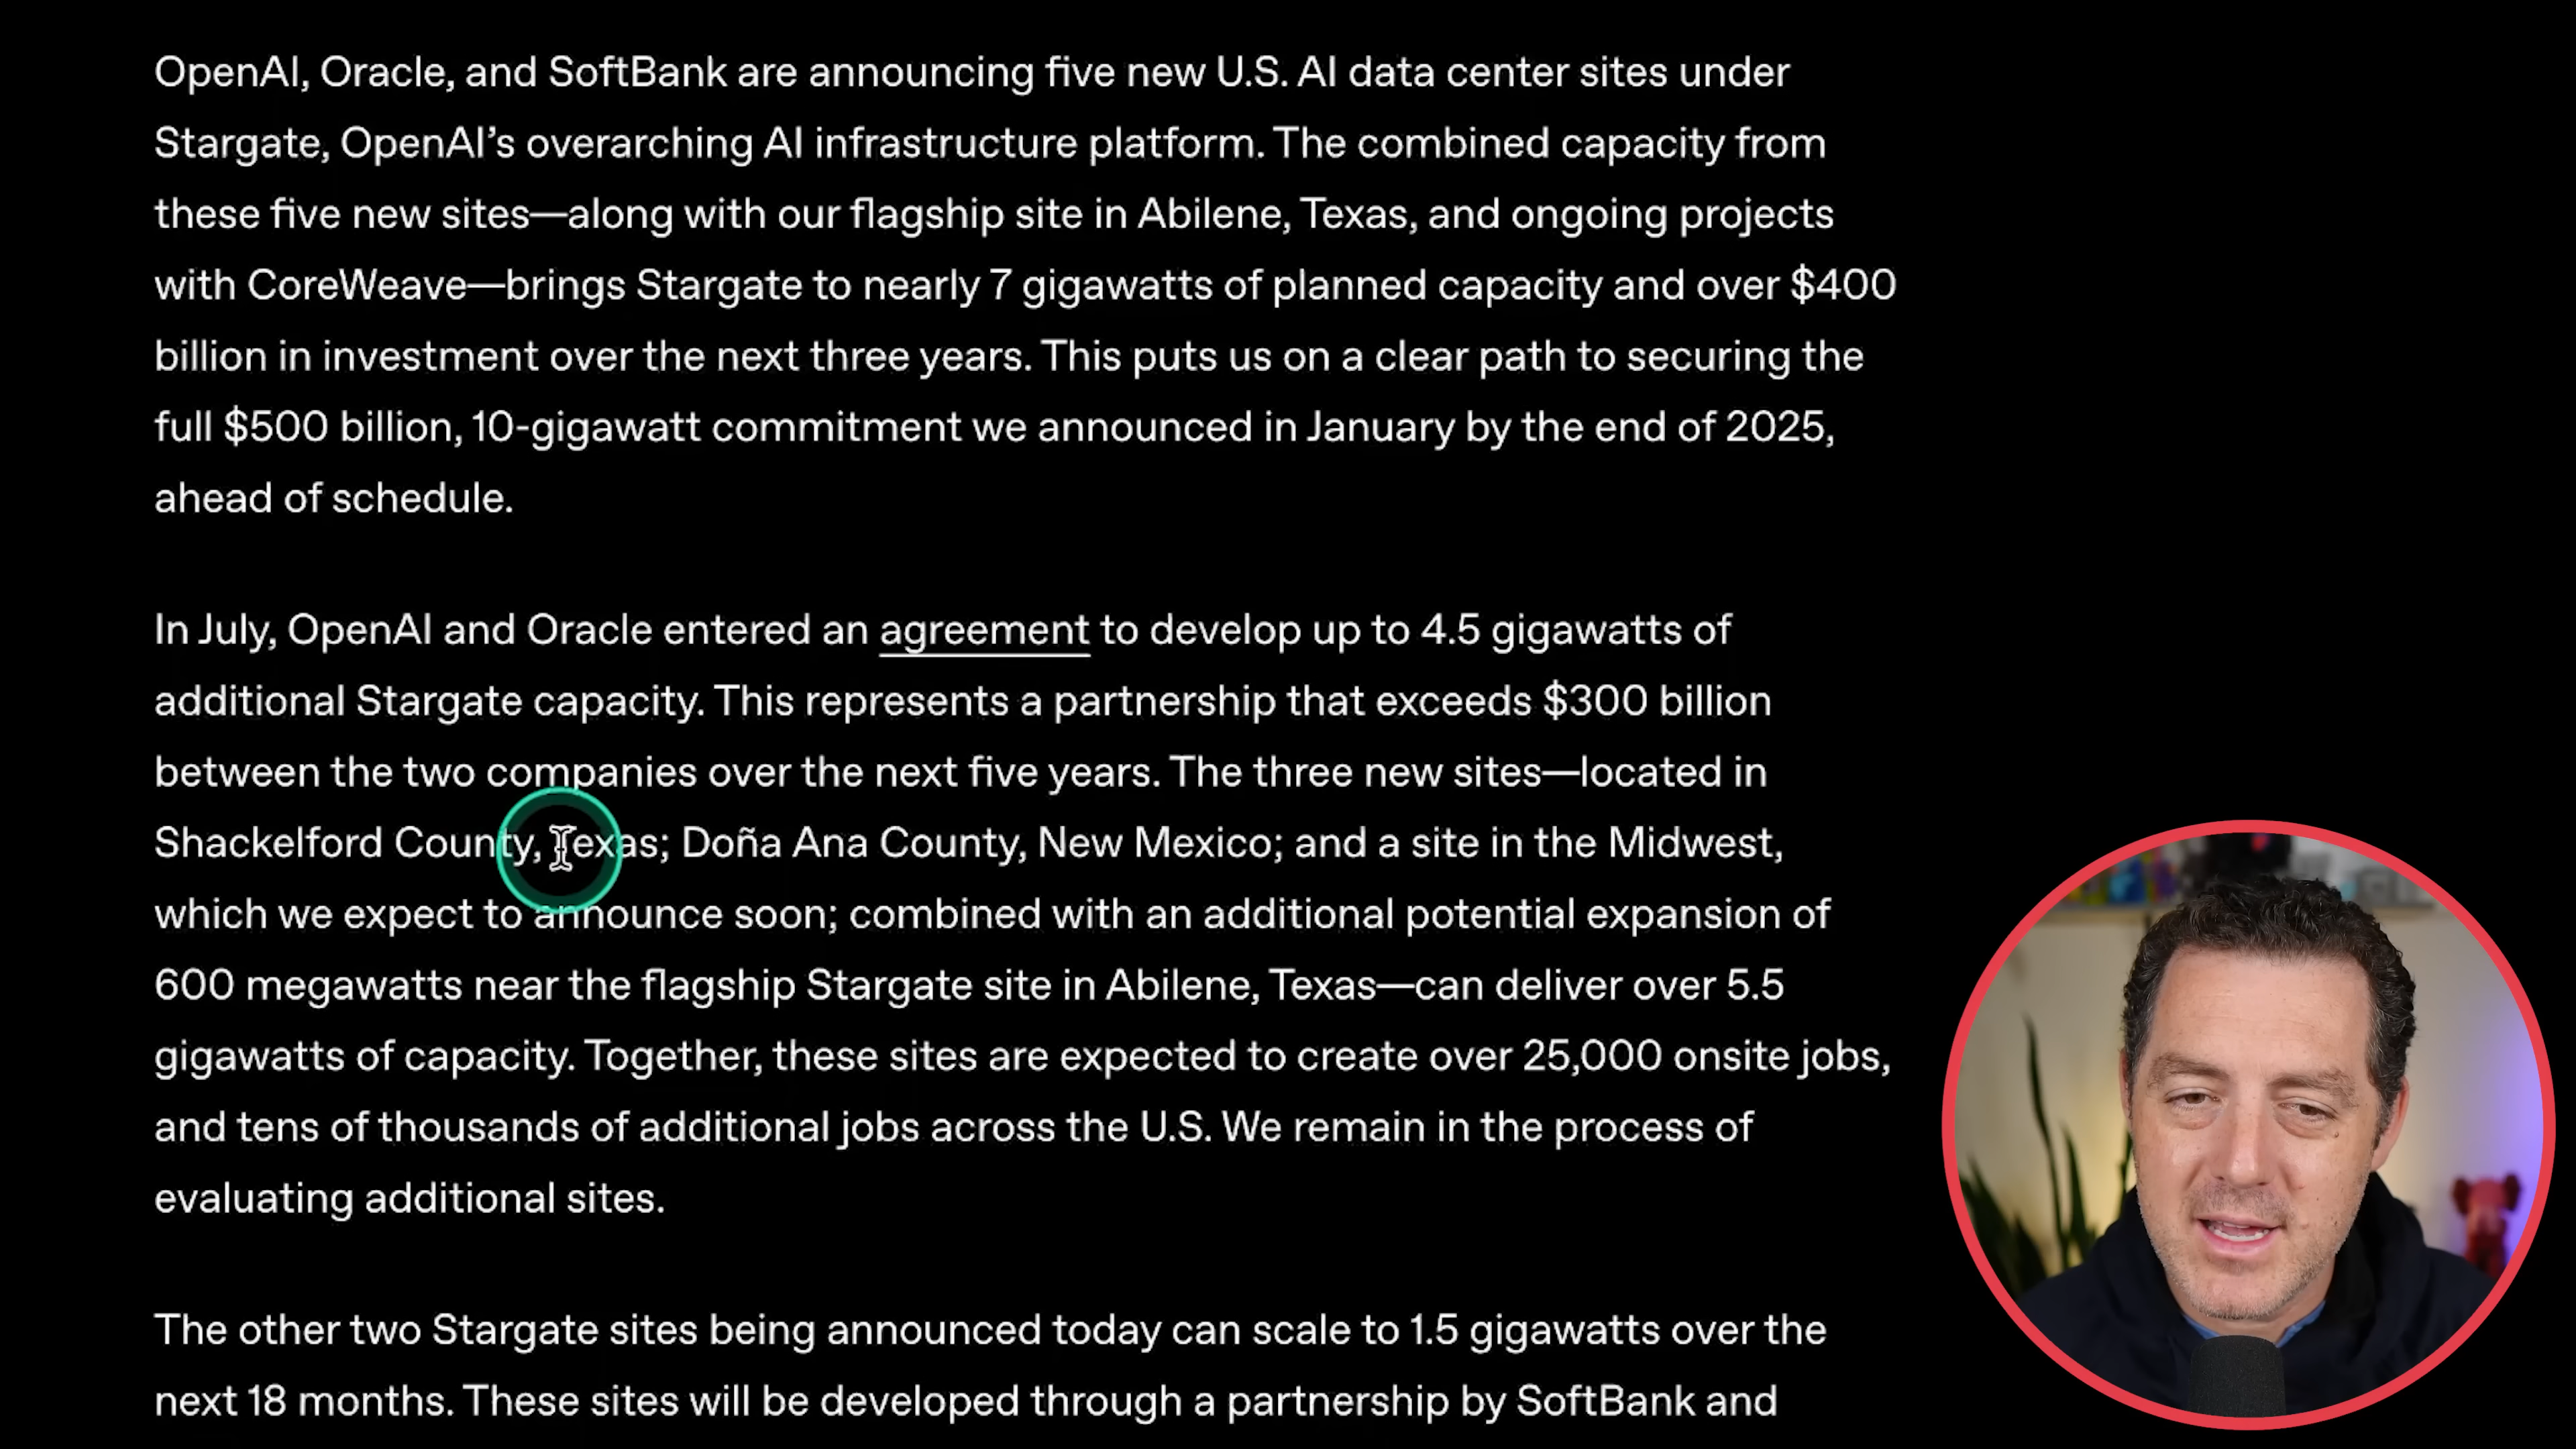 OpenAI, Oracle, and SoftBank are announcing five new U.S. AI data center sites under
Stargate, OpenAI’s overarching AI infrastructure platform. The combined capacity from
these five new sites—along with our flagship site in Abilene, Texas, and ongoing projects
with CoreWeave—brings Stargate to nearly 7 gigawatts of planned capacity and over $400
billion in investment over the next three years. This puts us on a clear path to securing the
full $500 billion, 10-gigawatt commitment we announced in January by the end of 2025,
ahead of schedule.
In July, OpenAI and Oracle entered an agreement to develop up to 4.5 gigawatts of
additional Stargate capacity. This represents a partnership that exceeds $300 billion
between the two companies over the next five years. The three new sites—located in
Shackelford County, Texas; Doña Ana County, New Mexico; and a site in the Midwest,
which we expect to announce soon; combined with an additional potential expansion of
600 megawatts near the flagship Stargate site in Abilene, Texas—can deliver over 5.5
gigawatts of capacity. Together, these sites are expected to create over 25,000 onsite jobs,
and tens of thousands of additional jobs across the U.S. We remain in the process of
evaluating additional sites.
The other two Stargate sites being announced today can scale to 1.5 gigawatts over the
next 18 months. These sites will be developed through a partnership by SoftBank and